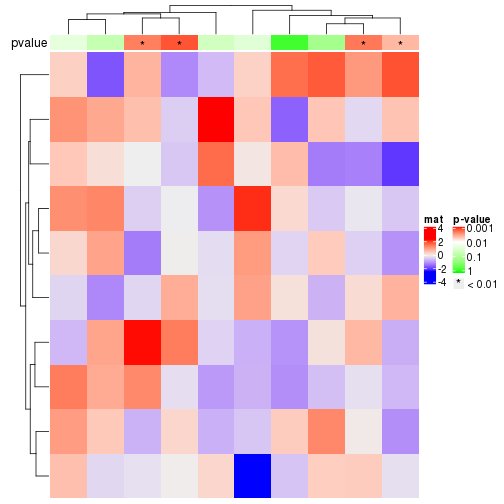 pvalue * * * *
mat p-value
4 0.001
2 0.01
0 0.1
-2 1
-4 * < 0.01